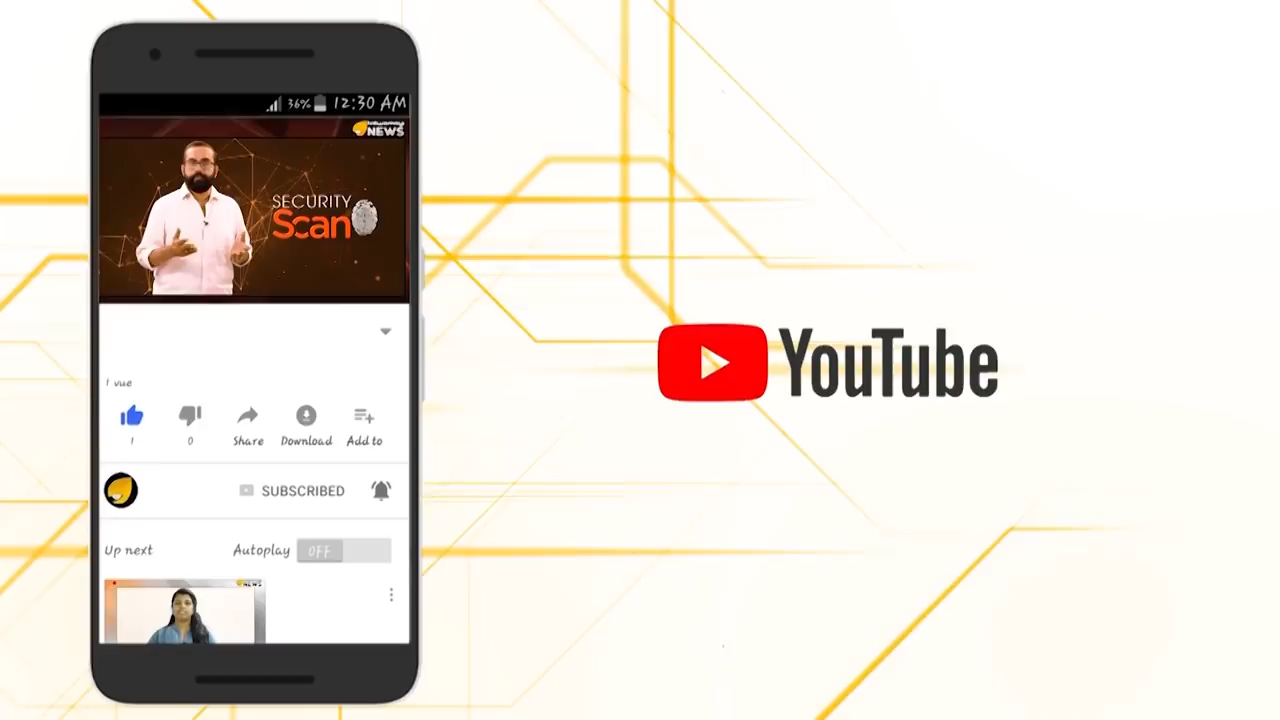 36% 12:30 AM
NEWS
SECURITY
Scan
1 vue
1
0
Share
Download
Add to
SUBSCRIBED
Up next
Autoplay
OFF
NEWS
YouTube